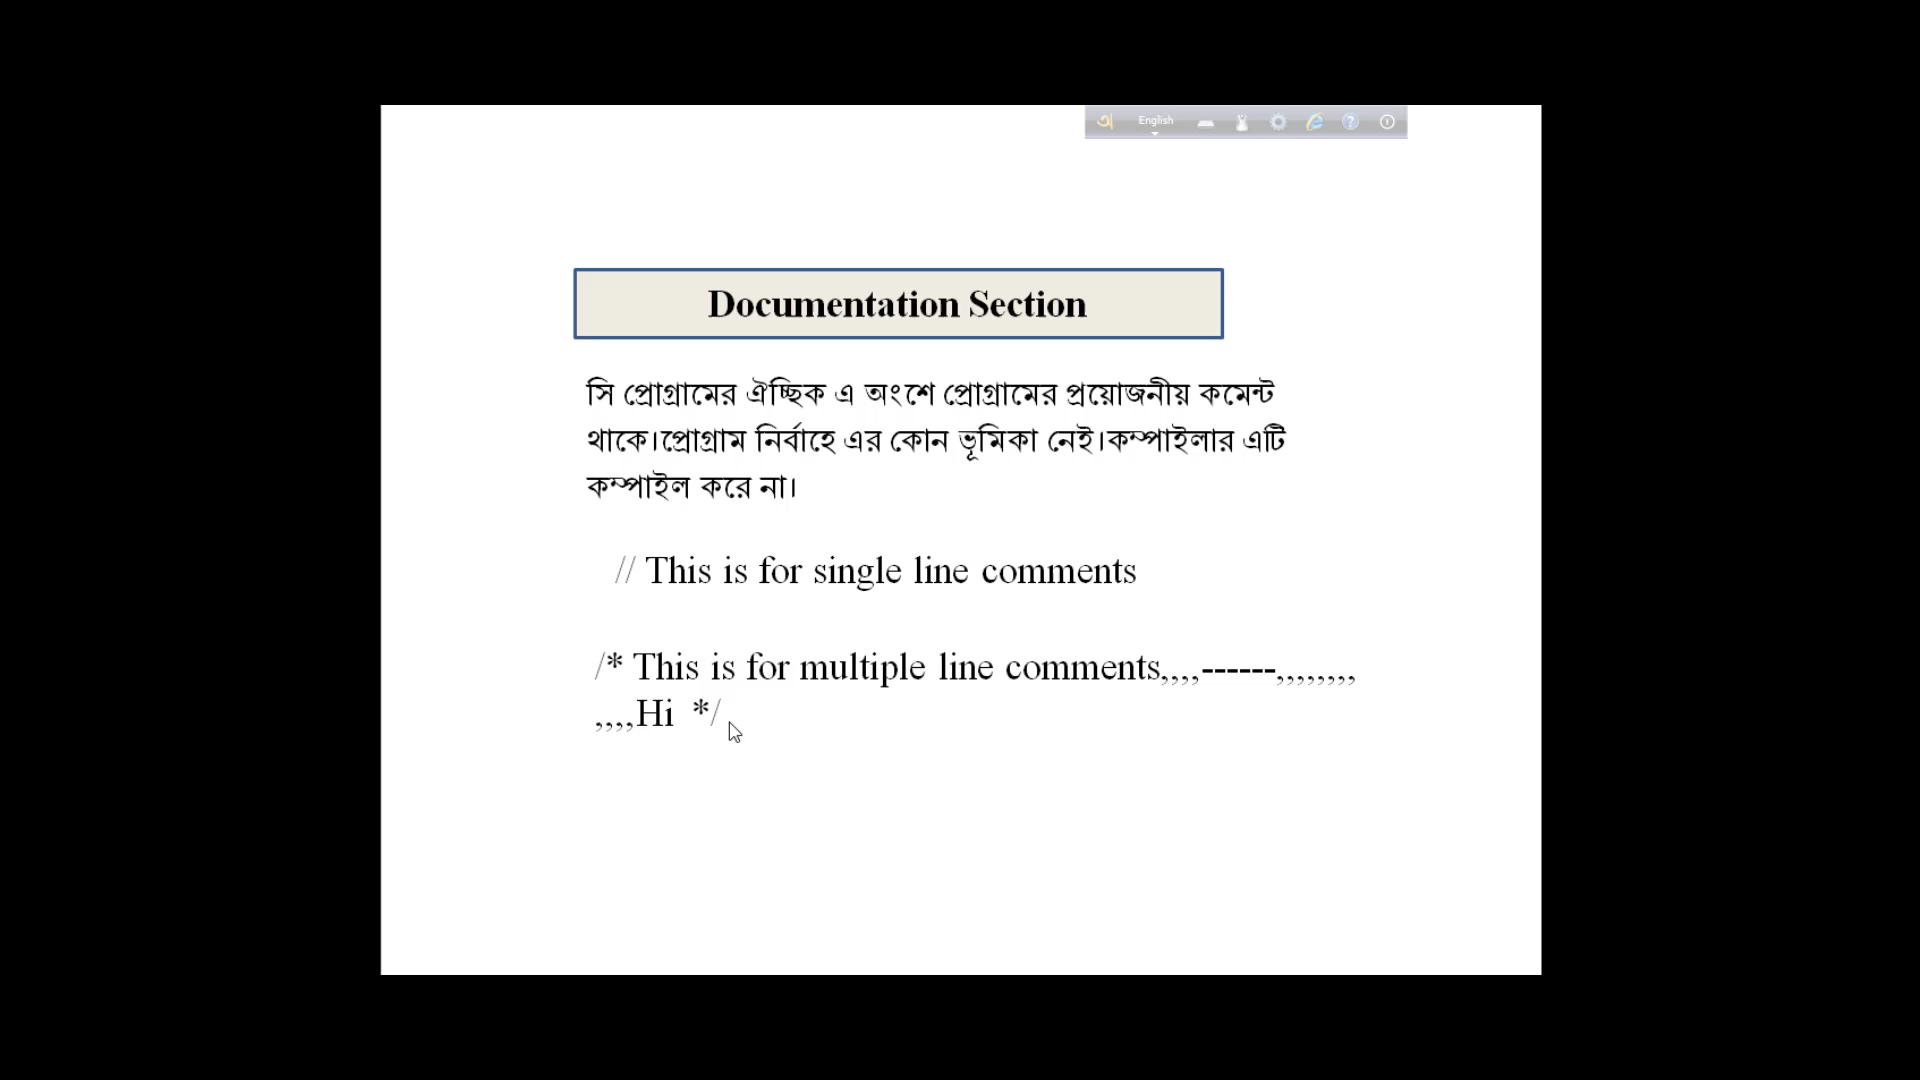 অ English
Documentation Section
সি প্রোগ্রামের ঐচ্ছিক এ অংশে প্রোগ্রামের প্রয়োজনীয় কমেন্ট
থাকে।প্রোগ্রাম নির্বাহে এর কোন ভূমিকা নেই।কম্পাইলার এটি
কম্পাইল করে না।
// This is for single line comments
/* This is for multiple line comments,,,,------,,,,,,,,
,,,,Hi */